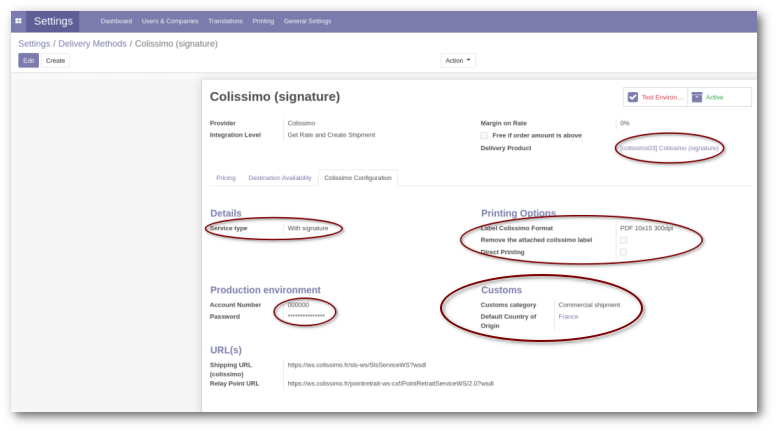 Settings Dashboard Users & Companies Translations Printing General Settings
Settings / Delivery Methods / Colissimo (signature)
Edit Create Action
Colissimo (signature)
Test Environ... Active
Provider Colissimo Margin on Rate 0%
Integration Level Get Rate and Create Shipment Free if order amount is above
Delivery Product [colissimo03] Colissimo (signature)
Pricing Destination Availability Colissimo Configuration
Details Printing Options
Service type With signature Label Colissimo Format PDF 10x15 300dpi
Remove the attached colissimo label
Direct Printing
Production environment Customs
Account Number 000000 Customs category Commercial shipment
Password *************** Default Country of France
Origin
URL(s)
Shipping URL https://ws.colissimo.fr/sls-ws/SlsServiceWS?wsdl
(colissimo)
Relay Point URL https://ws.colissimo.fr/pointretrait-ws-cxf/PointRetraitServiceWS/2.0?wsdl